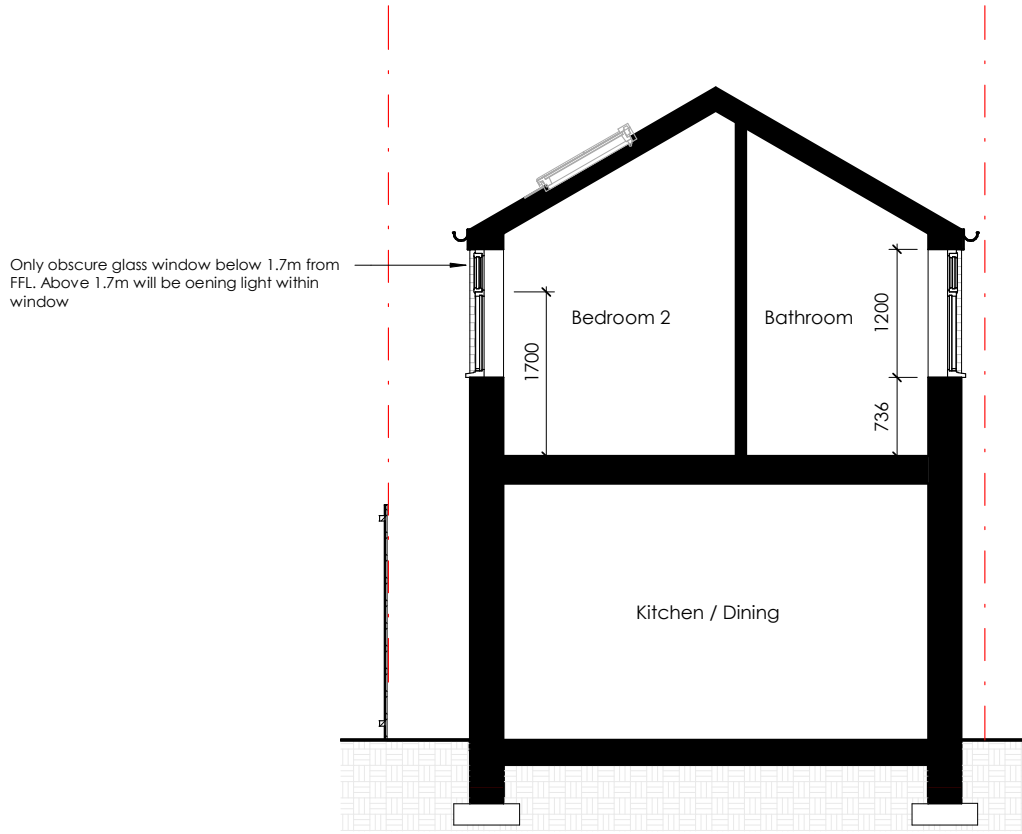 Only obscure glass window below 1.7m from
FFL. Above 1.7m will be oening light within
window
Bedroom 2
Bathroom
1200
1700
736
Kitchen / Dining